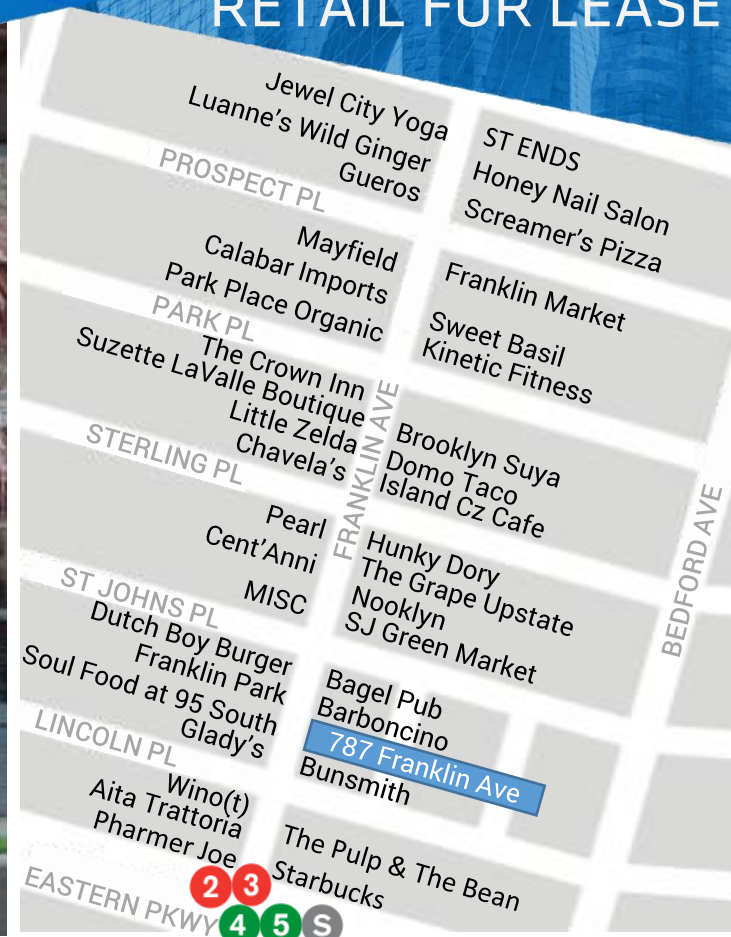 RETAIL FOR LEASE
Jewel City Yoga
Luanne's Wild Ginger
Gueros
ST ENDS
Honey Nail Salon
Screamer's Pizza
PROSPECT PL
Mayfield
Calabar Imports
Park Place Organic
Franklin Market
Sweet Basil
Kinetic Fitness
PARK PL
The Crown Inn
Suzette LaValle Boutique
Little Zelda
Chavela's
FRANKLIN AVE
Brooklyn Suya
Domo Taco
Island Cz Cafe
STERLING PL
Pearl
Cent'Anni
MISC
Hunky Dory
The Grape Upstate
Nooklyn
SJ Green Market
BEDFORD AVE
ST JOHNS PL
Dutch Boy Burger
Franklin Park
Soul Food at 95 South
Glady's
Bagel Pub
Barboncino
787 Franklin Ave
Bunsmith
LINCOLN PL
Wino(t)
Aita Trattoria
Pharmer Joe
The Pulp & The Bean
Starbucks
2 3
EASTERN PKWY
4 5 S